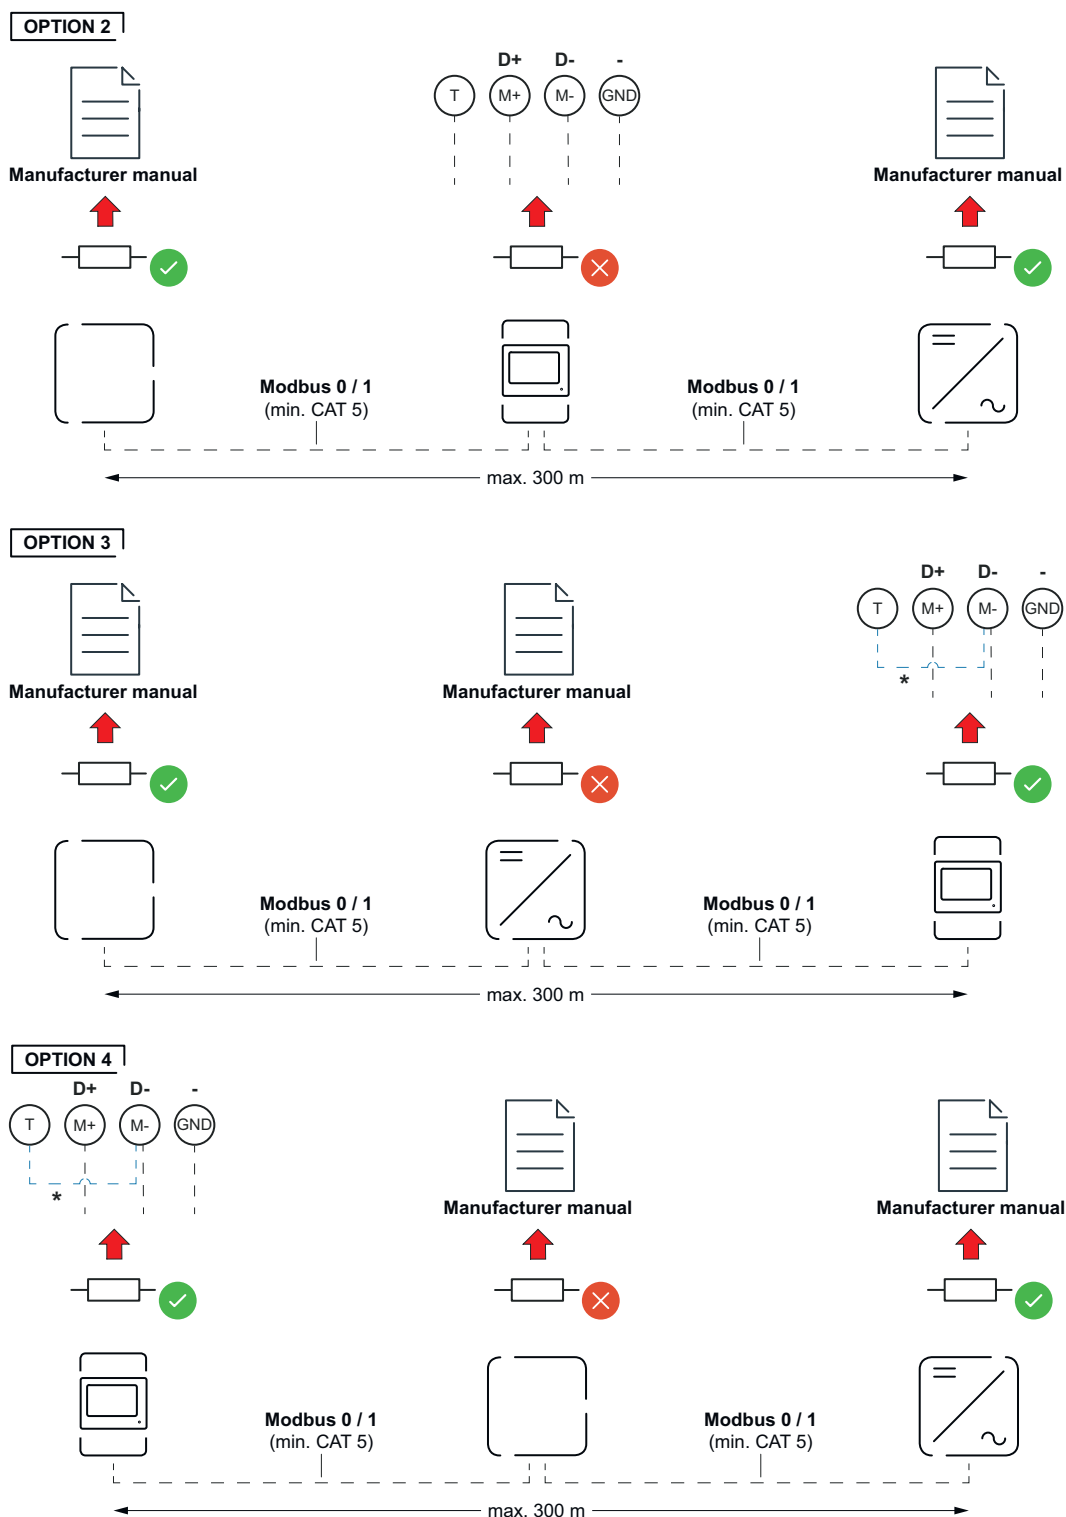 OPTION 2
D+ D- -
T M+ M- GND
Manufacturer manual
Manufacturer manual
Modbus 0 / 1
(min. CAT 5)
Modbus 0 / 1
(min. CAT 5)
max. 300 m
OPTION 3
D+ D- -
T M+ M- GND
*
Manufacturer manual
Manufacturer manual
Modbus 0 / 1
(min. CAT 5)
Modbus 0 / 1
(min. CAT 5)
max. 300 m
OPTION 4
D+ D- -
T M+ M- GND
*
Manufacturer manual
Manufacturer manual
Modbus 0 / 1
(min. CAT 5)
Modbus 0 / 1
(min. CAT 5)
max. 300 m